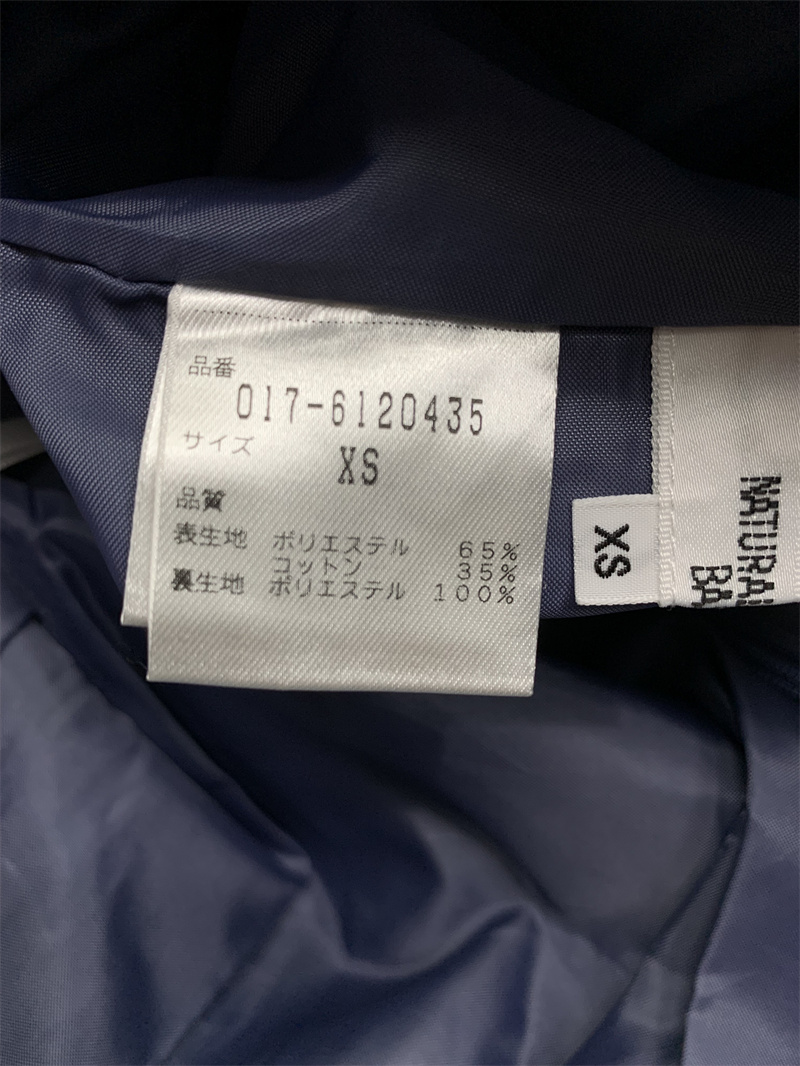 品番
017-6120435
サイズ
XS
品質
表生地 ポリエステル 65%
コットン 35%
裏生地 ポリエステル 100%
XS